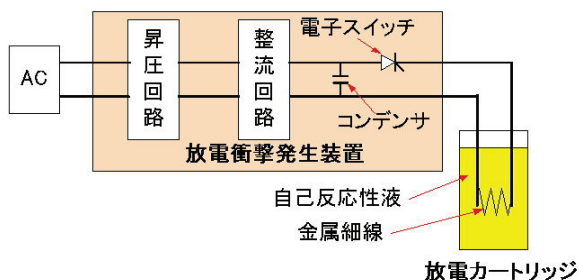 電子スイッチ
AC
昇圧回路
整流回路
コンデンサ
放電衝撃発生装置
自己反応性液
金属細線
放電カートリッジ